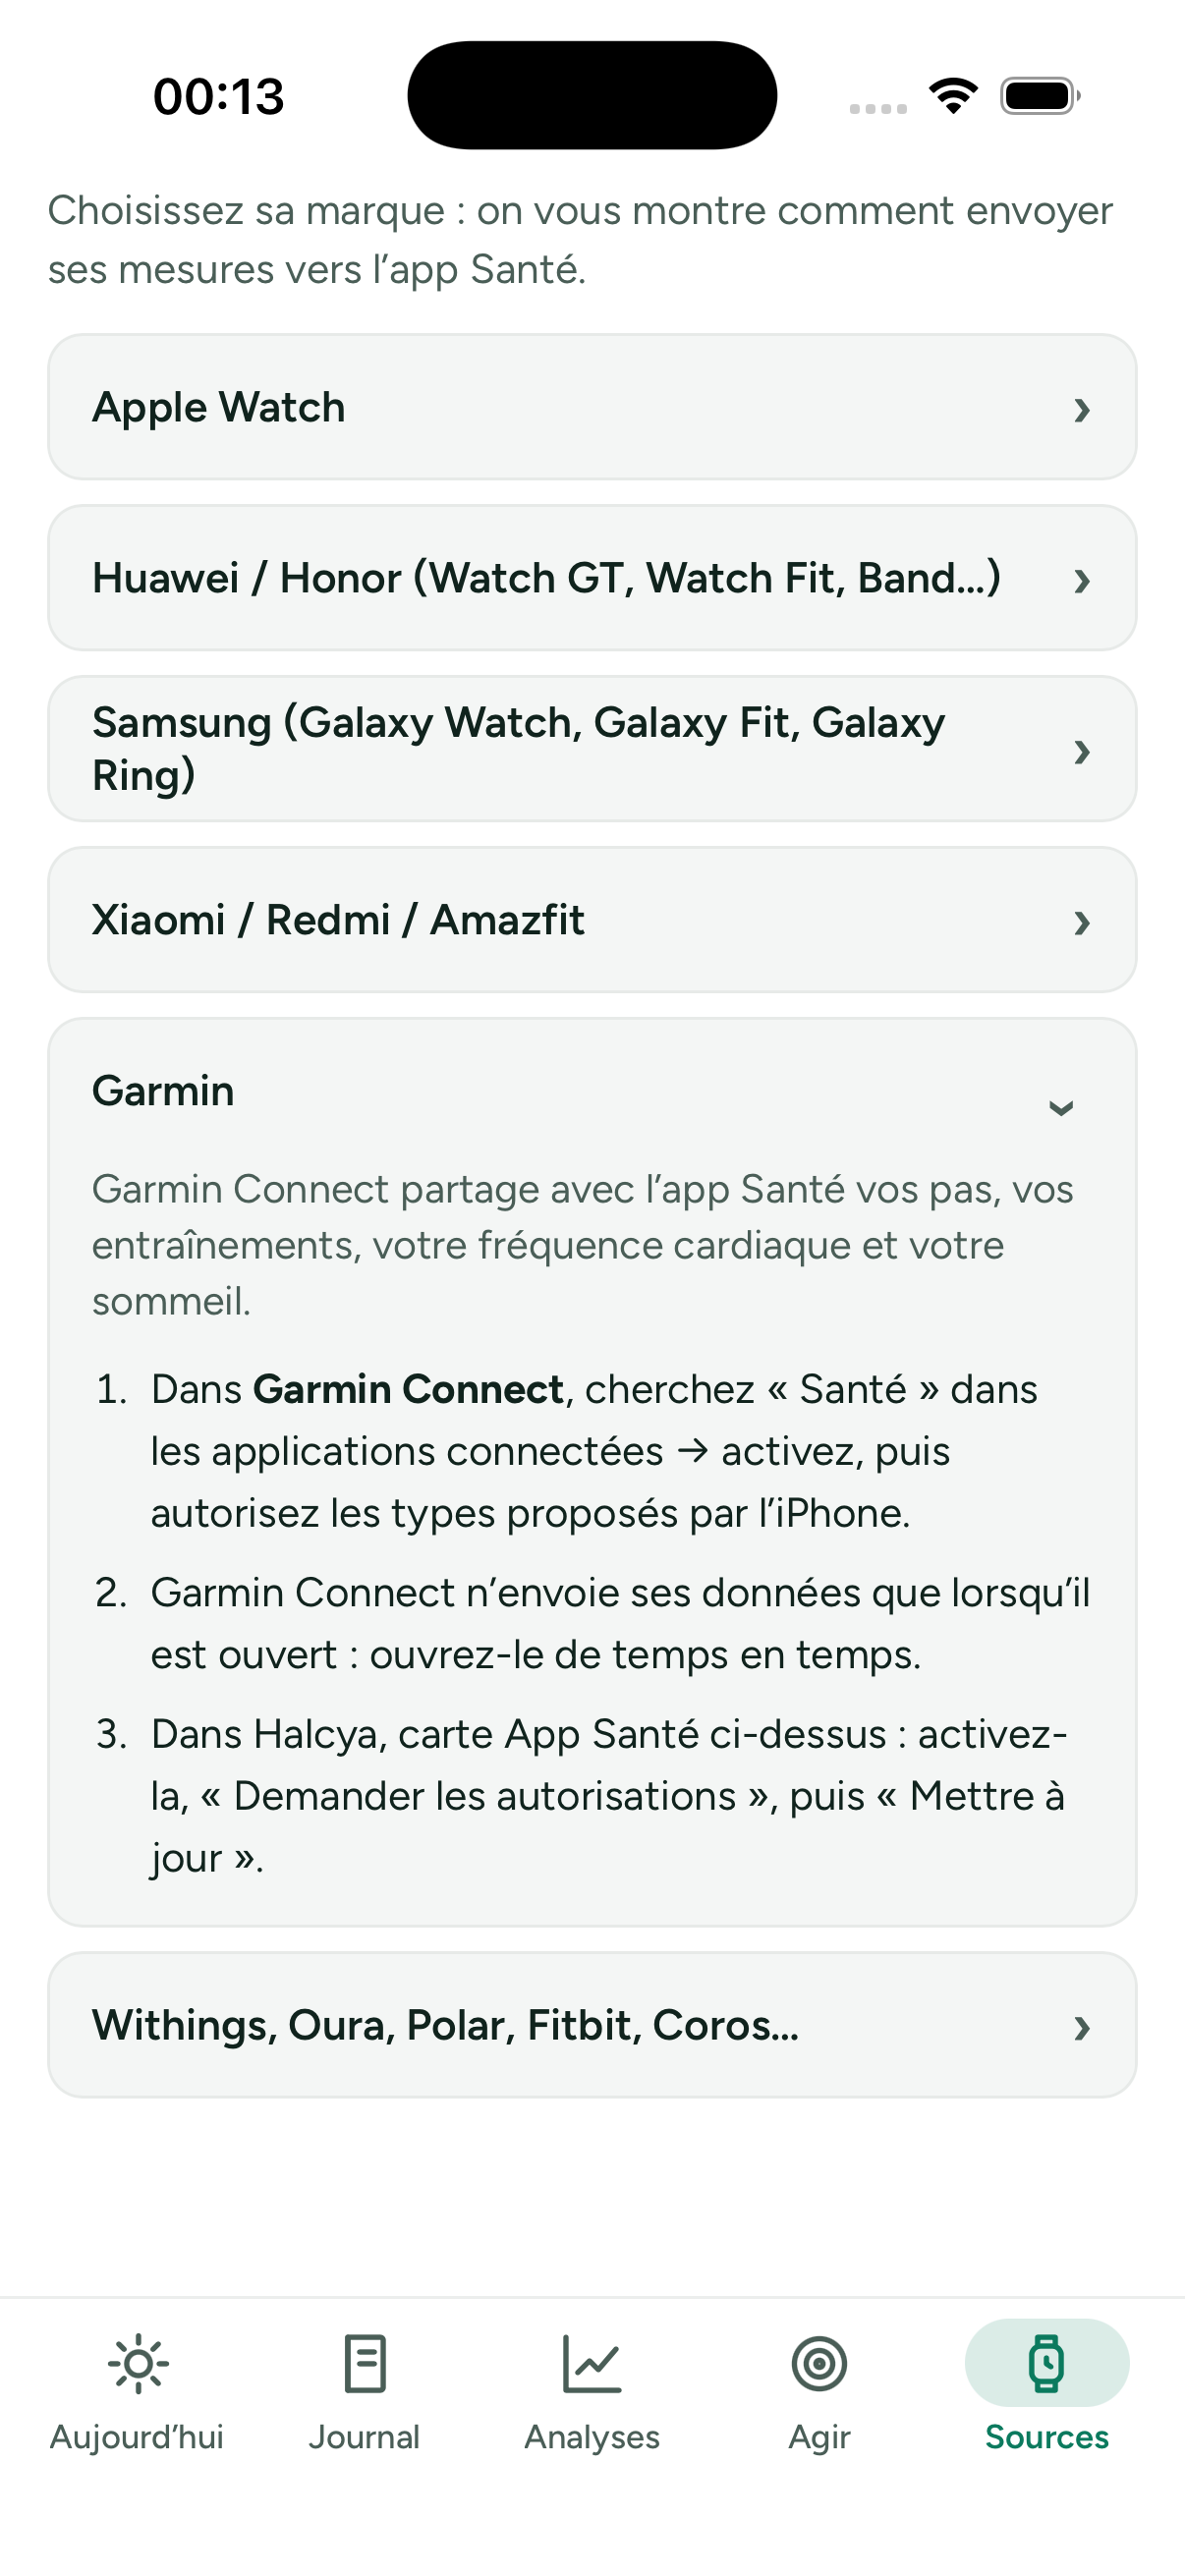 00:13
Choisissez sa marque : on vous montre comment envoyer
ses mesures vers l’app Santé.
Apple Watch
Huawei / Honor (Watch GT, Watch Fit, Band…)
Samsung (Galaxy Watch, Galaxy Fit, Galaxy
Ring)
Xiaomi / Redmi / Amazfit
Garmin
Garmin Connect partage avec l’app Santé vos pas, vos
entraînements, votre fréquence cardiaque et votre
sommeil.
1. Dans Garmin Connect, cherchez « Santé » dans
les applications connectées → activez, puis
autorisez les types proposés par l’iPhone.
2. Garmin Connect n’envoie ses données que lorsqu’il
est ouvert : ouvrez-le de temps en temps.
3. Dans Halcya, carte App Santé ci-dessus : activez-
la, « Demander les autorisations », puis « Mettre à
jour ».
Withings, Oura, Polar, Fitbit, Coros…
Aujourd’hui
Journal
Analyses
Agir
Sources